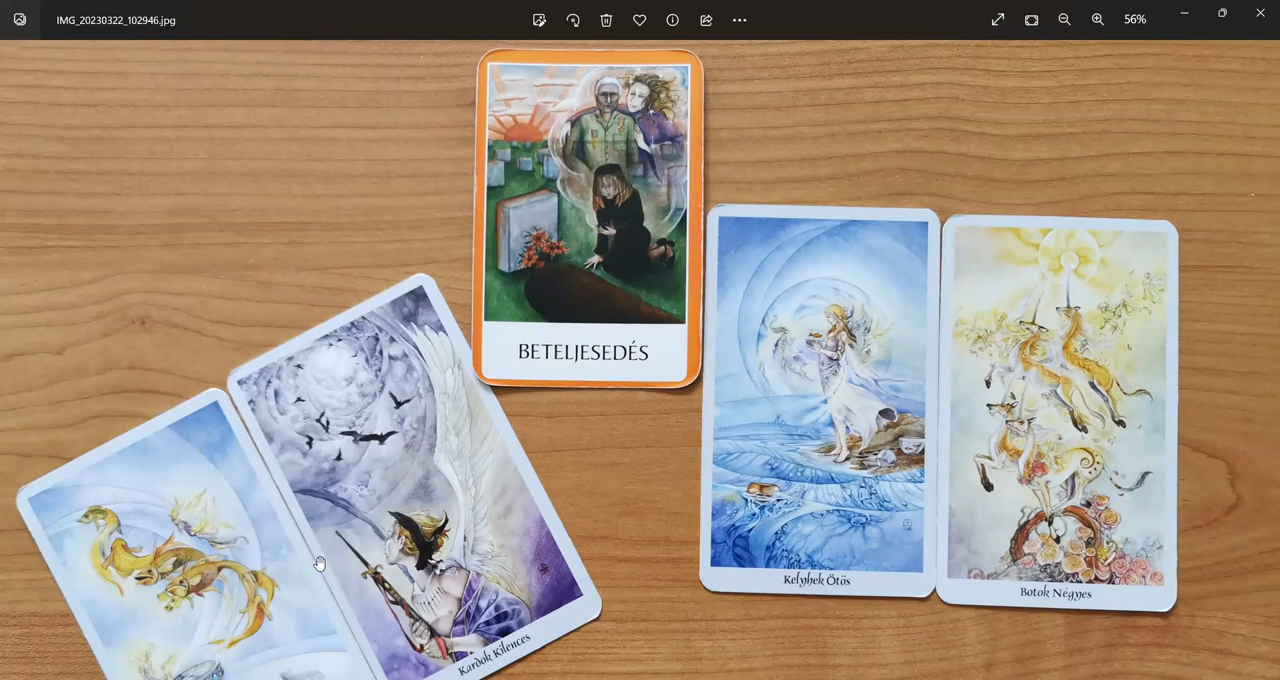 IMG_20230322_102946.jpg
56%
BETELJESEDÉS
Kelyhek Ötös
Botok Négyes
Kardok Kilences